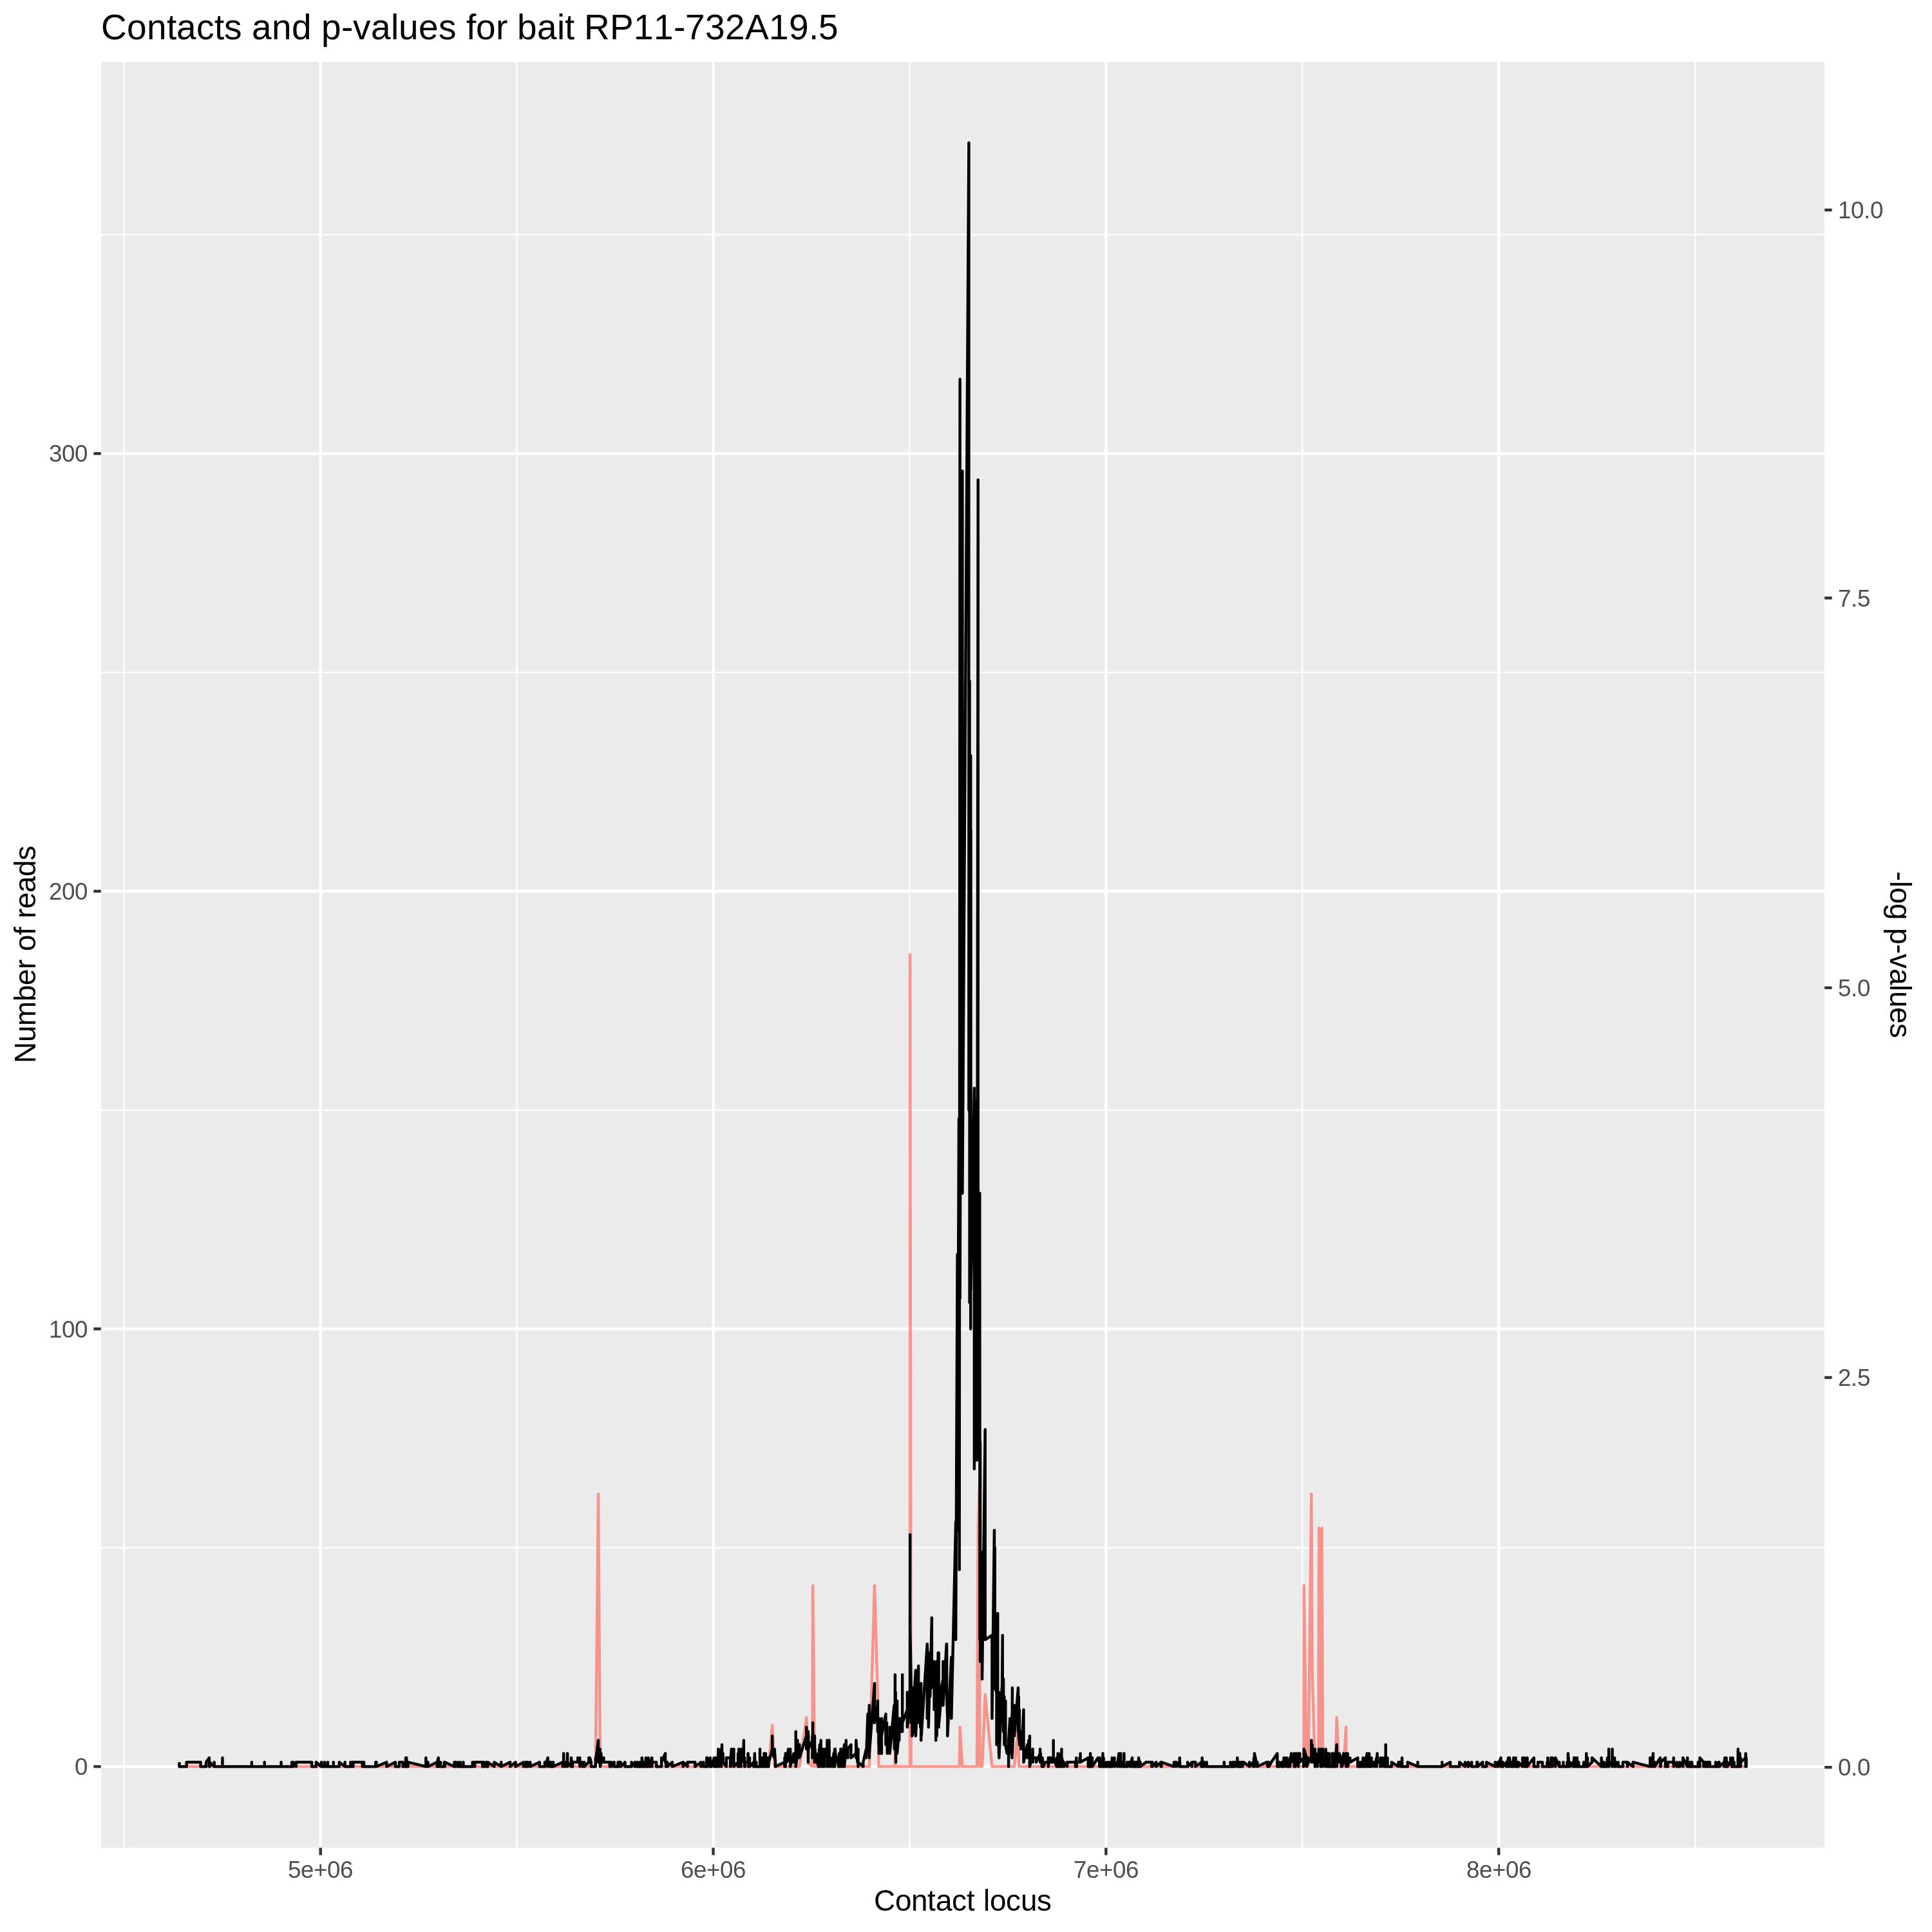 Contacts and p-values for bait RP11-732A19.5
Number of reads
300
200
100
0
10.0
7.5
5.0
2.5
0.0
-log p-values
5e+06
6e+06
7e+06
8e+06
Contact locus